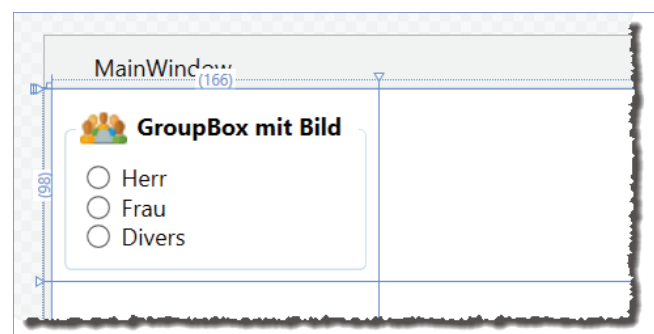 MainWindow
(166)
GroupBox mit Bild
(98)
Herr
Frau
Divers